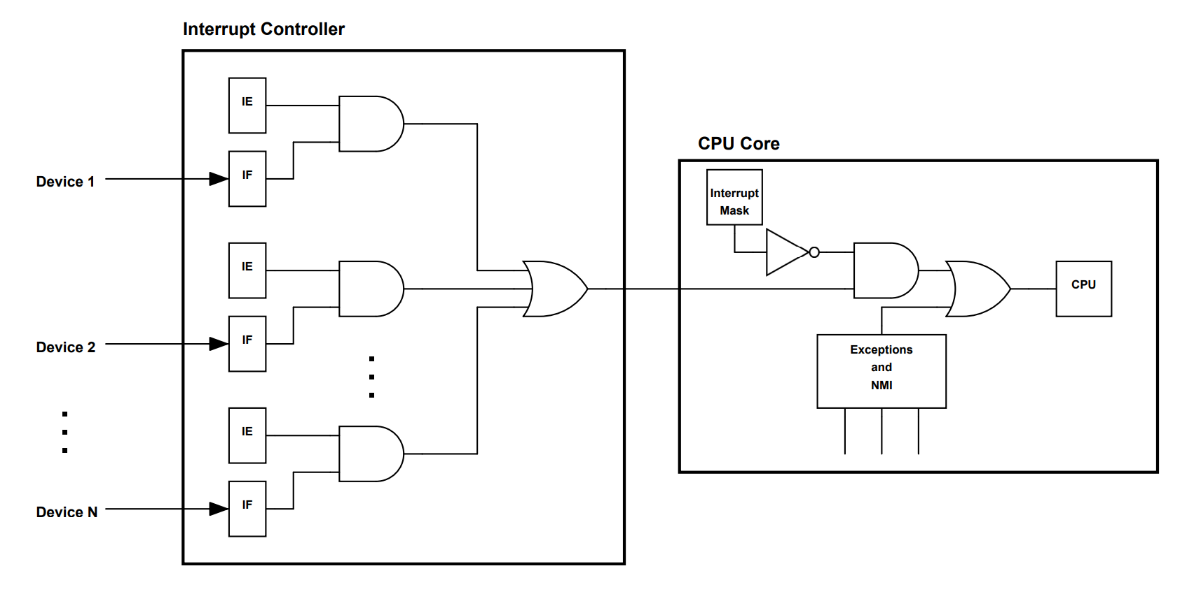 Interrupt Controller
IE
IF
Device 1
IE
IF
Device 2
IE
IF
Device N
CPU Core
Interrupt
Mask
CPU
Exceptions
and
NMI